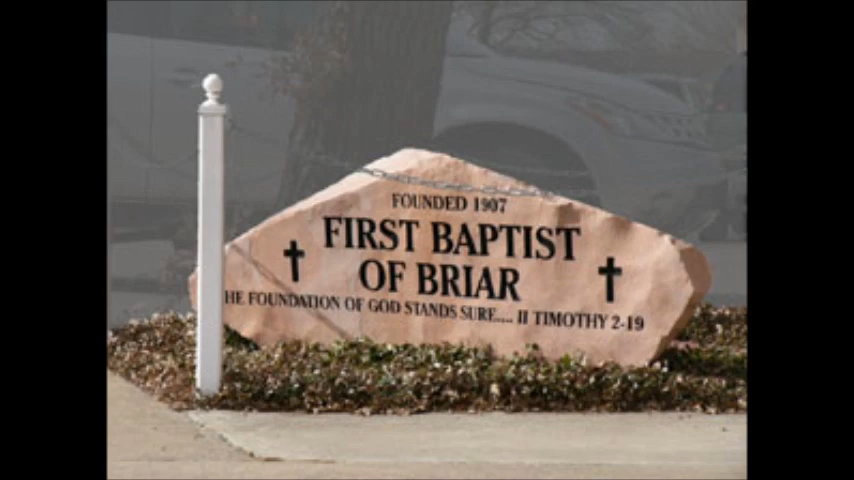 FOUNDED 1907
FIRST BAPTIST
OF BRIAR
HE FOUNDATION OF GOD STANDS SURE.... II TIMOTHY 2-19